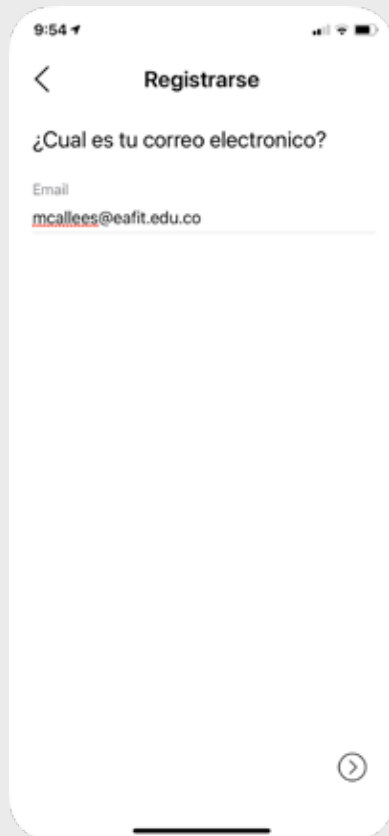 9:54
Registrarse
¿Cual es tu correo electronico?
Email
mcallees@eafit.edu.co